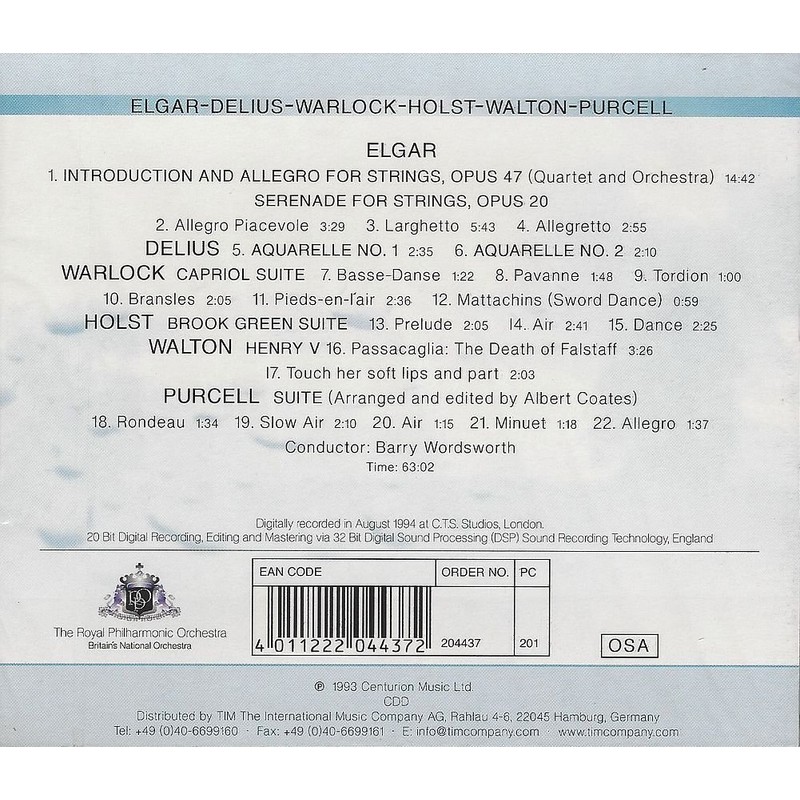 ELGAR-DELIUS-WARLOCK-HOLST-WALTON-PURCELL
ELGAR
1. INTRODUCTION AND ALLEGRO FOR STRINGS, OPUS 47 (Quartet and Orchestra) 14:42
SERENADE FOR STRINGS, OPUS 20
2. Allegro Piacevole 3:29 3. Larghetto 5:43 4. Allegretto 2:55
DELIUS 5. AQUARELLE NO. 1 2:35 6. AQUARELLE NO. 2 2:10
WARLOCK CAPRIOL SUITE 7. Basse-Danse 1:22 8. Pavanne 1:48 9. Tordion 1:00
10. Bransles 2:05 11. Pieds-en-l'air 2:36 12. Mattachins (Sword Dance) 0:59
HOLST BROOK GREEN SUITE 13. Prelude 2:05 14. Air 2:41 15. Dance 2:25
WALTON HENRY V 16. Passacaglia: The Death of Falstaff 3:26
17. Touch her soft lips and part 2:03
PURCELL SUITE (Arranged and edited by Albert Coates)
18. Rondeau 1:34 19. Slow Air 2:10 20. Air 1:15 21. Minuet 1:18 22. Allegro 1:37
Conductor: Barry Wordsworth
Time: 63:02
Digitally recorded in August 1994 at C.T.S. Studios, London.
20 Bit Digital Recording, Editing and Mastering via 32 Bit Digital Sound Processing (DSP) Sound Recording Technology, England
EAN CODE ORDER NO. PC
4 011222 044372 204437 201
The Royal Philharmonic Orchestra
Britain's National Orchestra
OSA
℗ 1993 Centurion Music Ltd.
CDD
Distributed by TIM The International Music Company AG, Rahlau 4-6, 22045 Hamburg, Germany
Tel: +49 (0)40-6699160 · Fax: +49 (0)40-66991161 · E: info@timcompany.com · www.timcompany.com